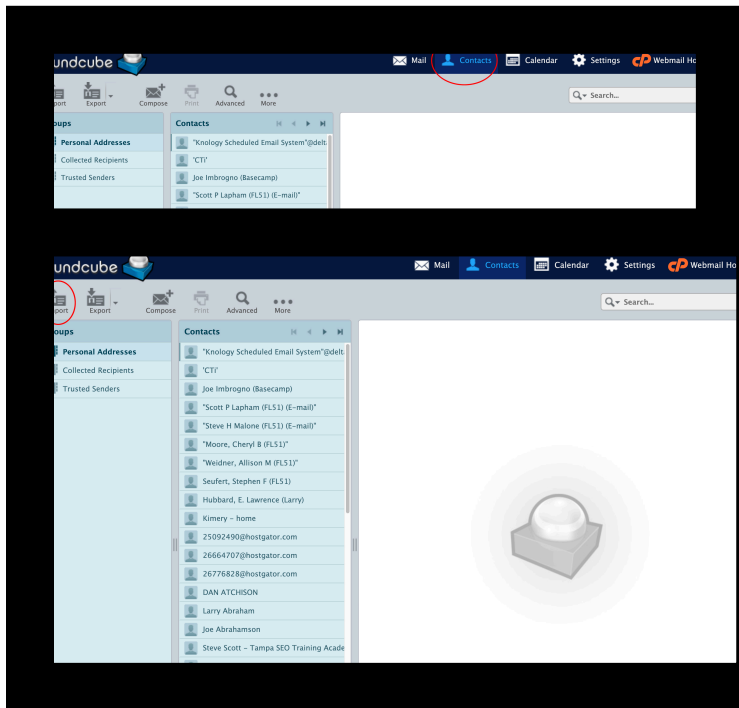 undcube Mail Contacts Calendar Settings cP Webmail Ho
port Export Compose Print Advanced More Search...
oups Contacts
Personal Addresses "Knology Scheduled Email System"@delt
Collected Recipients 'CTi'
Trusted Senders Joe Imbrogno (Basecamp)
"Scott P Lapham (FL51) (E-mail)"
undcube Mail Contacts Calendar Settings cP Webmail Ho
port Export Compose Print Advanced More Search...
oups Contacts
Personal Addresses "Knology Scheduled Email System"@delt
Collected Recipients 'CTi'
Trusted Senders Joe Imbrogno (Basecamp)
"Scott P Lapham (FL51) (E-mail)"
"Steve H Malone (FL51) (E-mail)"
"Moore, Cheryl B (FL51)"
"Weidner, Allison M (FL51)"
Seufert, Stephen F (FL51)
Hubbard, E. Lawrence (Larry)
Kimery - home
25092490@hostgator.com
26664707@hostgator.com
26776828@hostgator.com
DAN ATCHISON
Larry Abraham
Joe Abrahamson
Steve Scott - Tampa SEO Training Acade